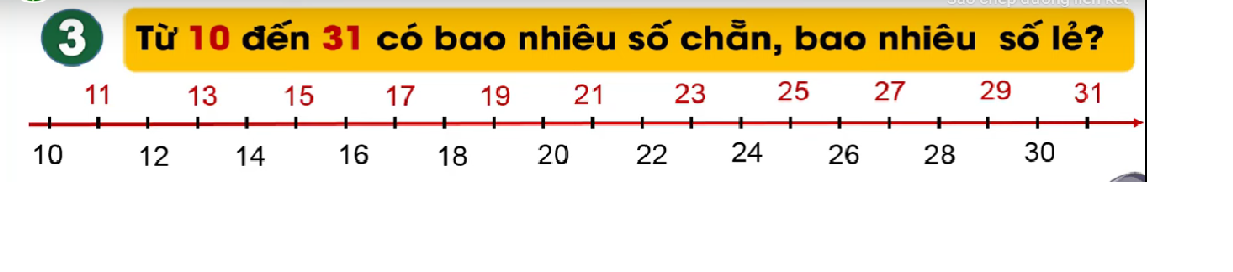 3 Từ 10 đến 31 có bao nhiêu số chẵn, bao nhiêu số lẻ?
11 13 15 17 19 21 23 25 27 29 31
10 12 14 16 18 20 22 24 26 28 30